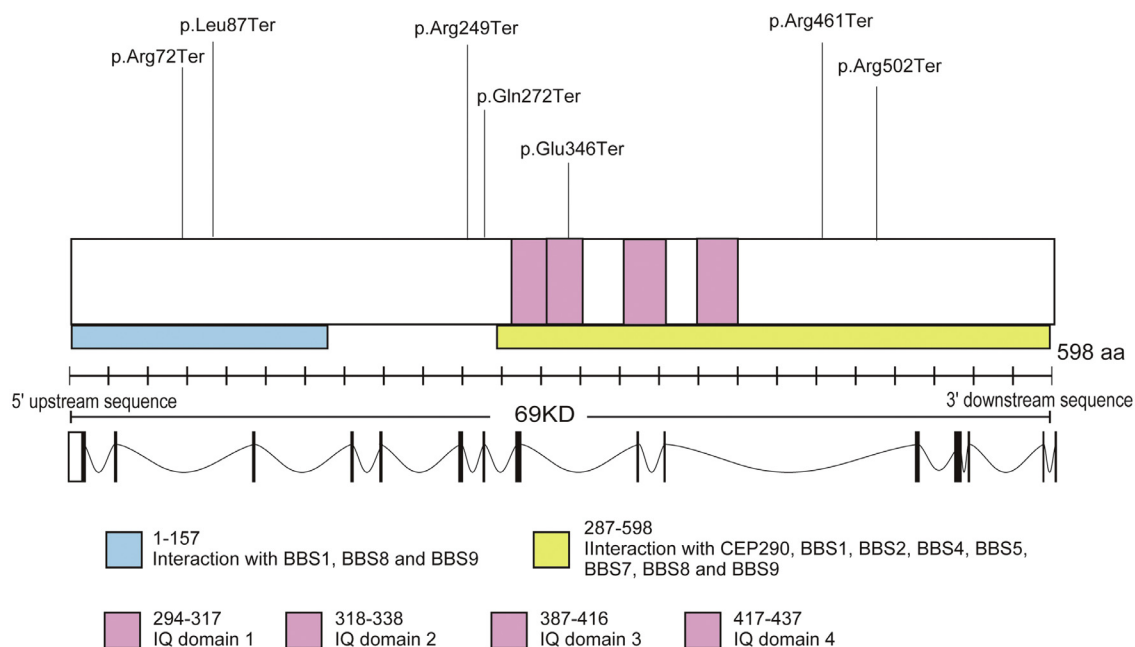 p.Leu87Ter
p.Arg249Ter
p.Arg461Ter
p.Arg72Ter
p.Arg502Ter
p.Gln272Ter
p.Glu346Ter
598 aa
5' upstream sequence
3' downstream sequence
69KD
1-157
Interaction with BBS1, BBS8 and BBS9
287-598
IInteraction with CEP290, BBS1, BBS2, BBS4, BBS5,
BBS7, BBS8 and BBS9
294-317
IQ domain 1
318-338
IQ domain 2
387-416
IQ domain 3
417-437
IQ domain 4